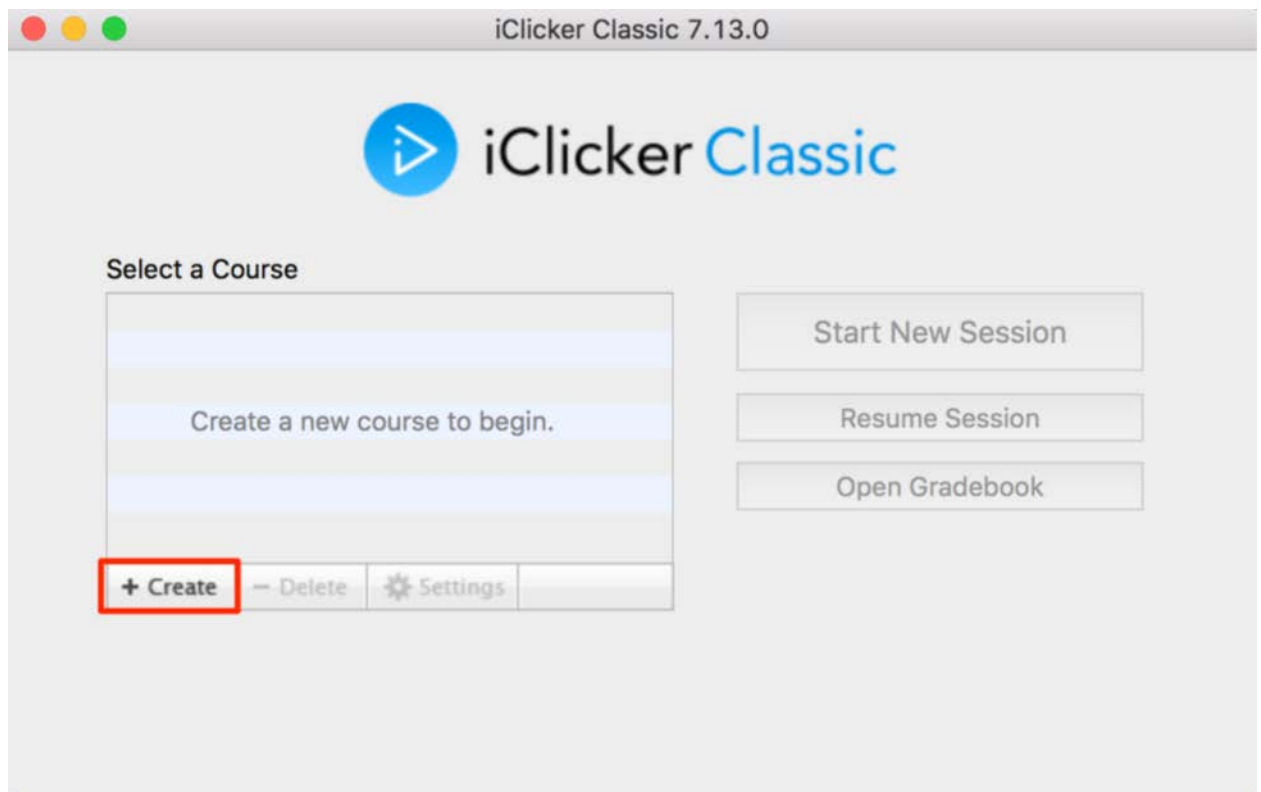 iClicker Classic 7.13.0
iClicker Classic
Select a Course
Create a new course to begin.
+ Create
− Delete
Settings
Start New Session
Resume Session
Open Gradebook